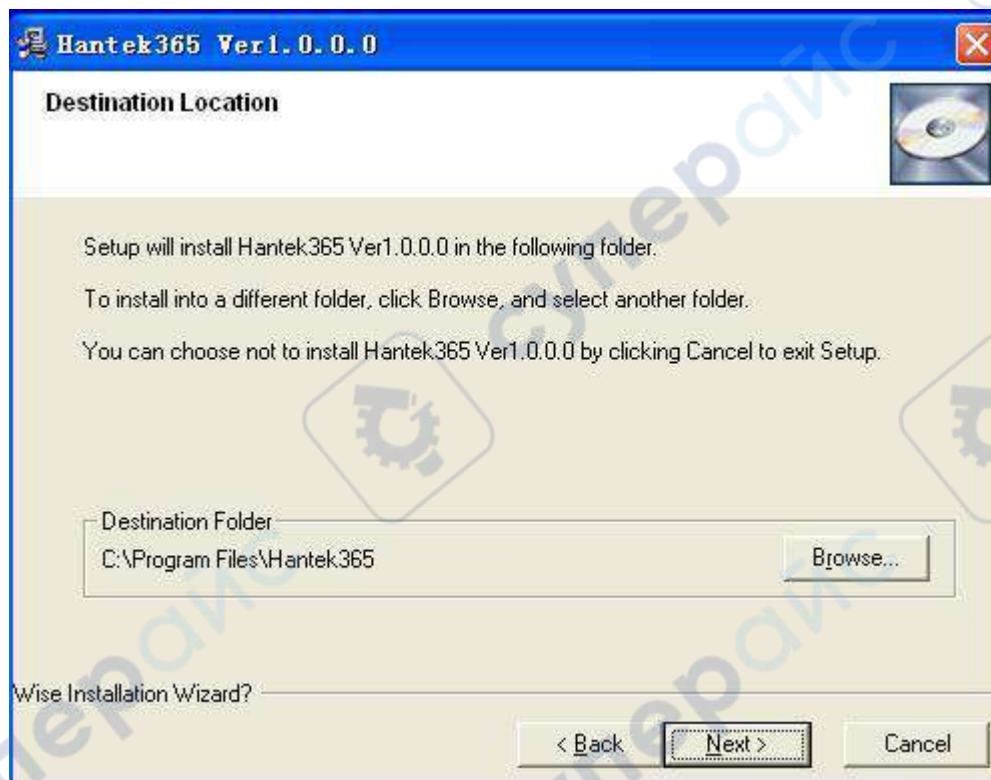 Hantek365 Ver1.0.0.0
Destination Location
Setup will install Hantek365 Ver1.0.0.0 in the following folder.
To install into a different folder, click Browse, and select another folder.
You can choose not to install Hantek365 Ver1.0.0.0 by clicking Cancel to exit Setup.
суперайс
Destination Folder
C:\Program Files\Hantek365
Browse...
Wise Installation Wizard?
< Back
Next >
Cancel